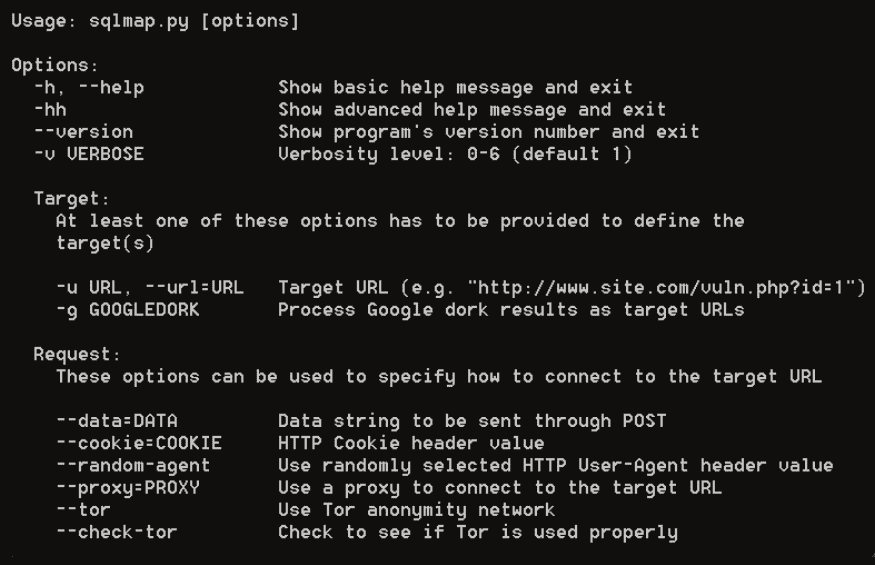 Usage: sqlmap.py [options]
Options:
-h, --help Show basic help message and exit
-hh Show advanced help message and exit
--version Show program's version number and exit
-v VERBOSE Verbosity level: 0-6 (default 1)
Target:
At least one of these options has to be provided to define the
target(s)
-u URL, --url=URL Target URL (e.g. "http://www.site.com/vuln.php?id=1")
-g GOOGLEDORK Process Google dork results as target URLs
Request:
These options can be used to specify how to connect to the target URL
--data=DATA Data string to be sent through POST
--cookie=COOKIE HTTP Cookie header value
--random-agent Use randomly selected HTTP User-Agent header value
--proxy=PROXY Use a proxy to connect to the target URL
--tor Use Tor anonymity network
--check-tor Check to see if Tor is used properly